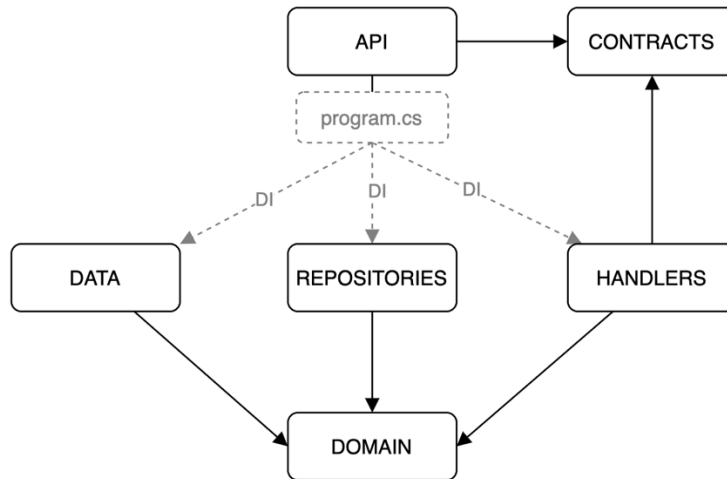 API
CONTRACTS
program.cs
DI
DI
DI
DATA
REPOSITORIES
HANDLERS
DOMAIN